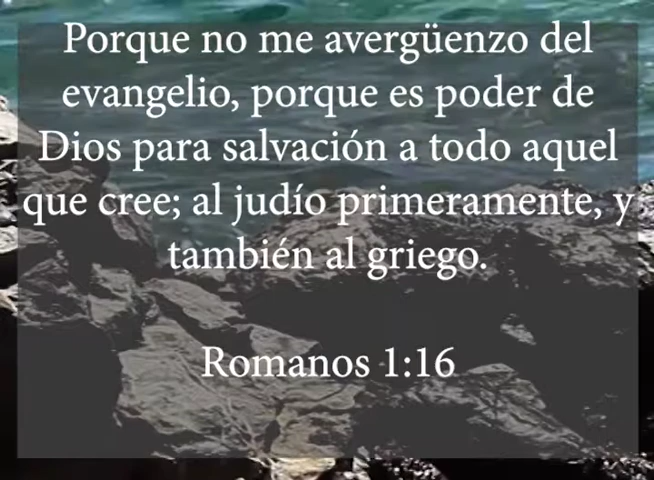 Porque no me avergüenzo del
evangelio, porque es poder de
Dios para salvación a todo aquel
que cree; al judío primeramente, y
también al griego.
Romanos 1:16